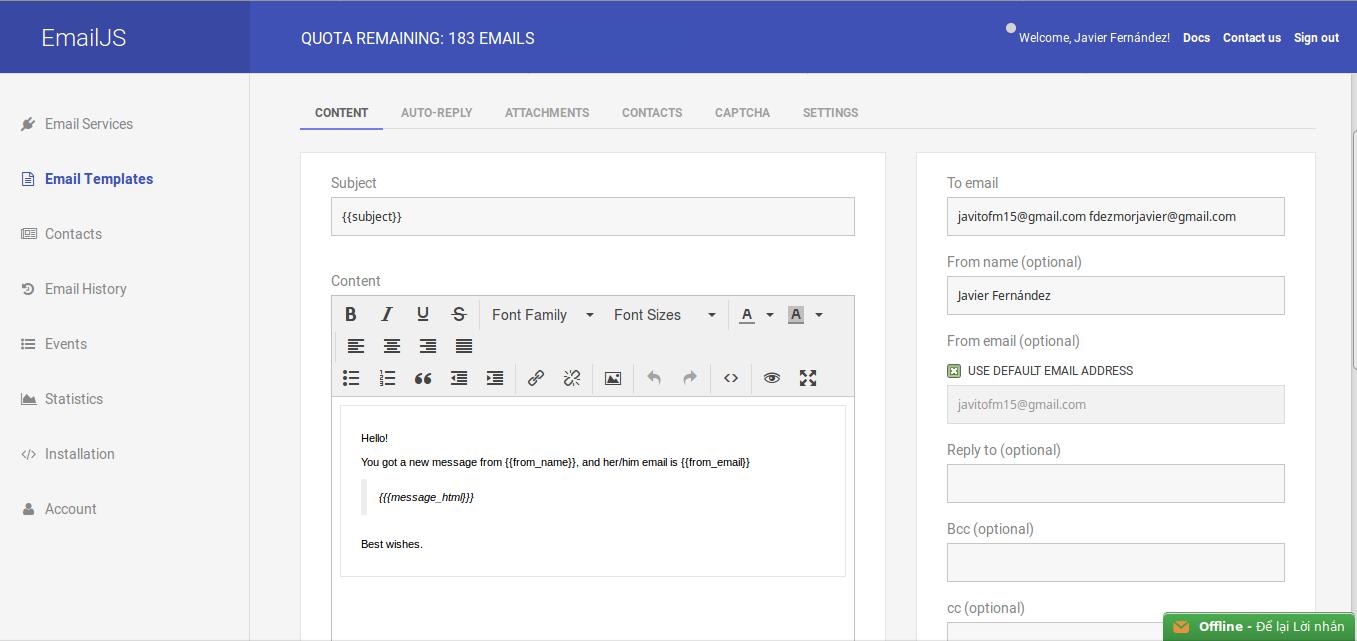 EmailJS
QUOTA REMAINING: 183 EMAILS
Welcome, Javier Fernández! Docs Contact us Sign out
Email Services
Email Templates
Contacts
Email History
Events
Statistics
Installation
Account
CONTENT AUTO-REPLY ATTACHMENTS CONTACTS CAPTCHA SETTINGS
Subject
{{subject}}
Content
B I U S Font Family Font Sizes A A
Hello!
You got a new message from {{from_name}}, and her/him email is {{from_email}}
{{{message_html}}}
Best wishes.
To email
javitofm15@gmail.com fdezmorjavier@gmail.com
From name (optional)
Javier Fernández
From email (optional)
USE DEFAULT EMAIL ADDRESS
javitofm15@gmail.com
Reply to (optional)
Bcc (optional)
cc (optional)
Offline - Để lại Lời nhắn